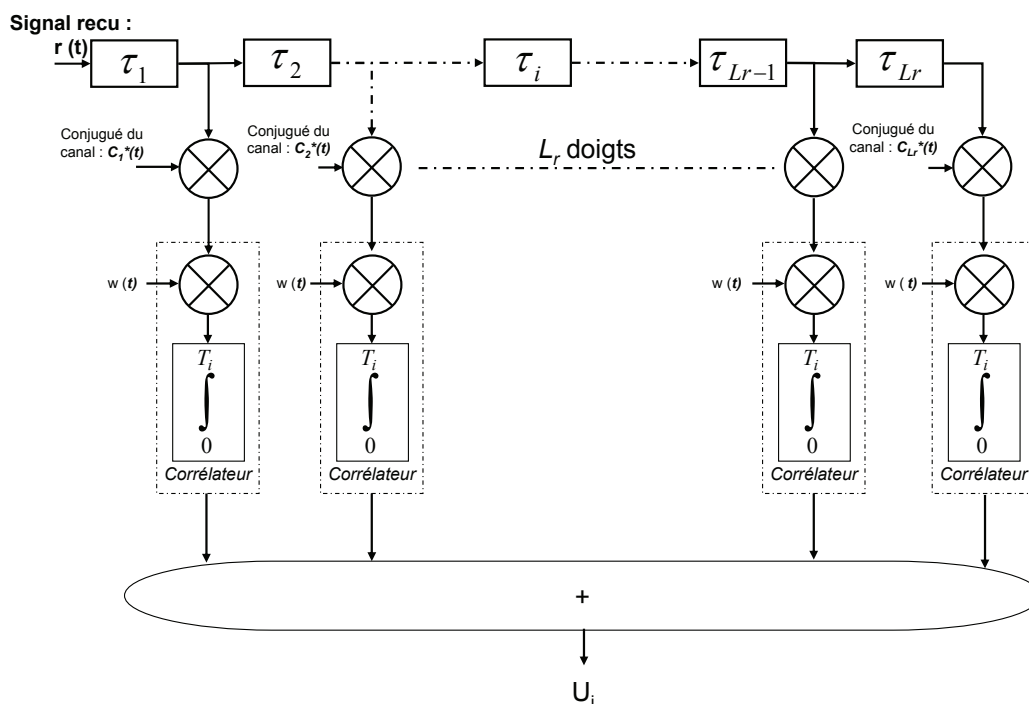 Signal recu :
r (t)
τ1
τ2
τi
τLr−1
τLr
Conjugué du
canal : C1*(t)
Conjugué du
canal : C2*(t)
Lr doigts
Conjugué du
canal : CLr*(t)
w (t)
w (t)
w (t)
w ( t)
Ti
∫
0
Corrélateur
Ti
∫
0
Corrélateur
Ti
∫
0
Corrélateur
Ti
∫
0
Corrélateur
+
Ui